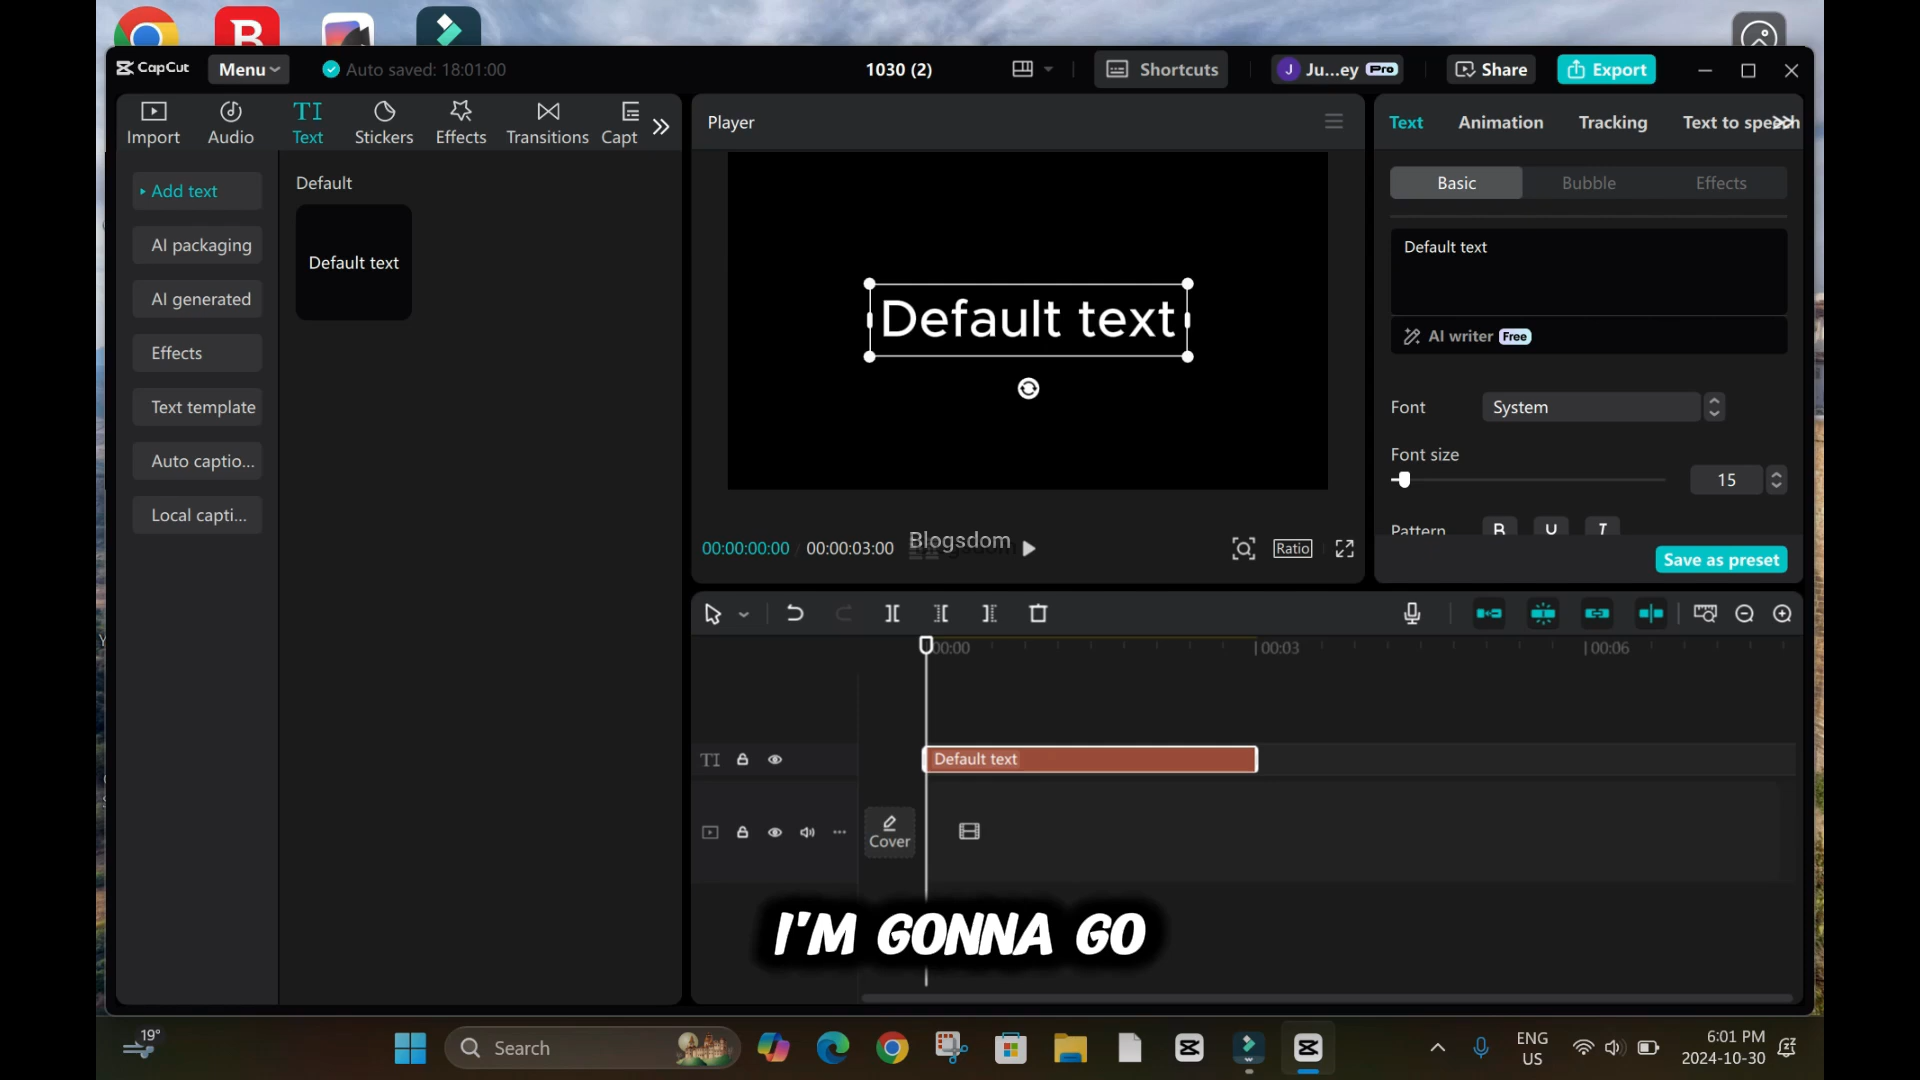 CapCut
Menu
Auto saved: 18:01:00
1030 (2)
Shortcuts
J
Ju...ey Pro
Share
Export
Import
Audio
TI
Text
Stickers
Effects
Transitions
Capt
Add text
AI packaging
AI generated
Effects
Text template
Auto captio...
Local capti...
Default
Default text
Player
Default text
00:00:00:00 / 00:00:03:00
Blogsdom
Ratio
Text
Animation
Tracking
Text to speech
Basic
Bubble
Effects
Default text
AI writer Free
Font
System
Font size
15
Pattern
B U I
Save as preset
00:00
00:03
00:06
TI
Default text
Cover
I'M GONNA GO
19°
Search
ENG
US
6:01 PM
2024-10-30